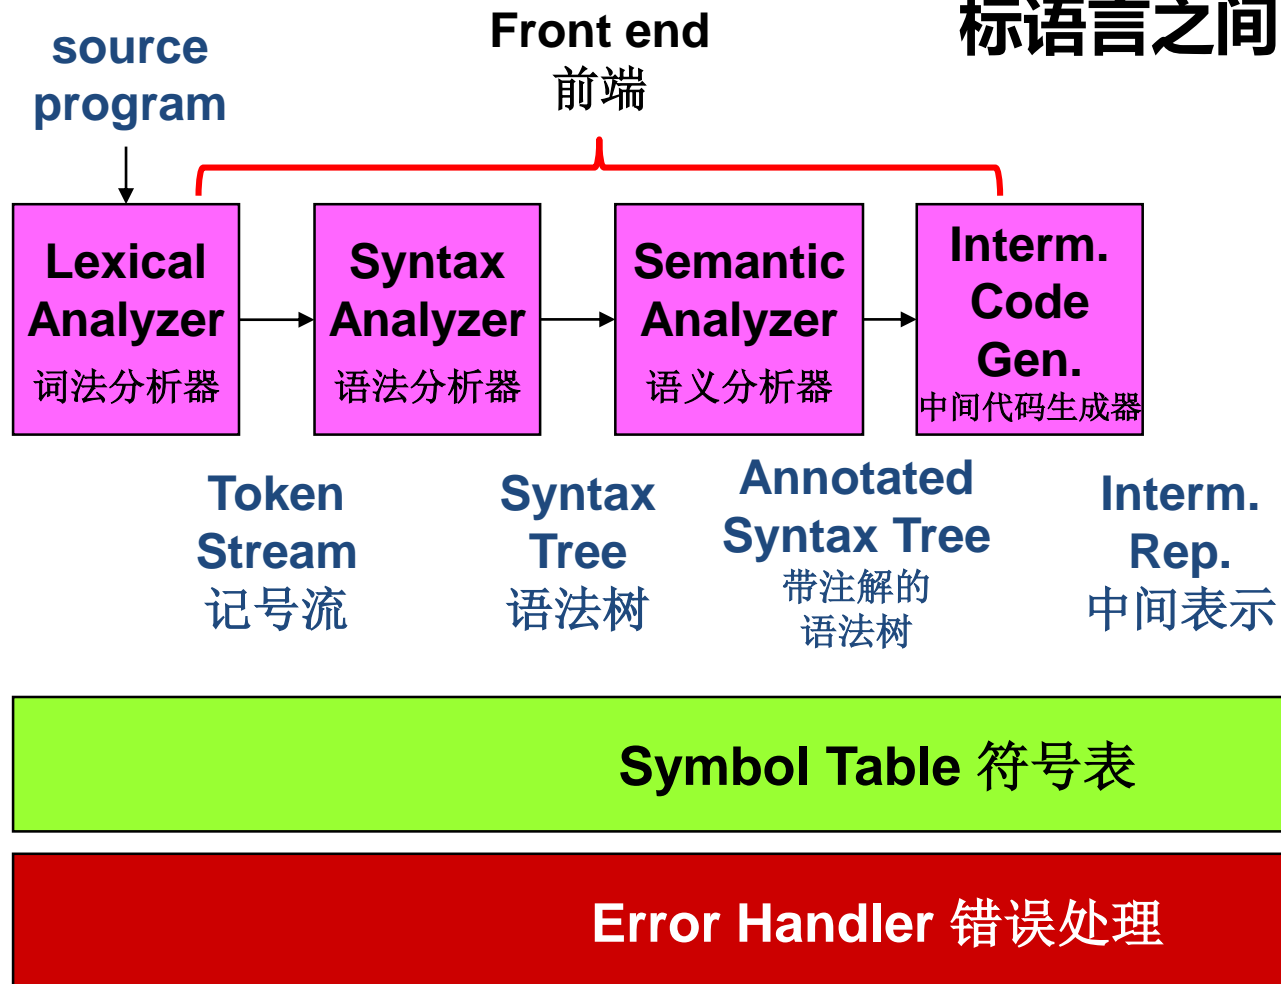 标语言之间
source
program
Front end
前端
Lexical
Analyzer
词法分析器
Syntax
Analyzer
语法分析器
Semantic
Analyzer
语义分析器
Interm.
Code
Gen.
中间代码生成器
Token
Stream
记号流
Syntax
Tree
语法树
Annotated
Syntax Tree
带注解的
语法树
Interm.
Rep.
中间表示
Symbol Table 符号表
Error Handler 错误处理